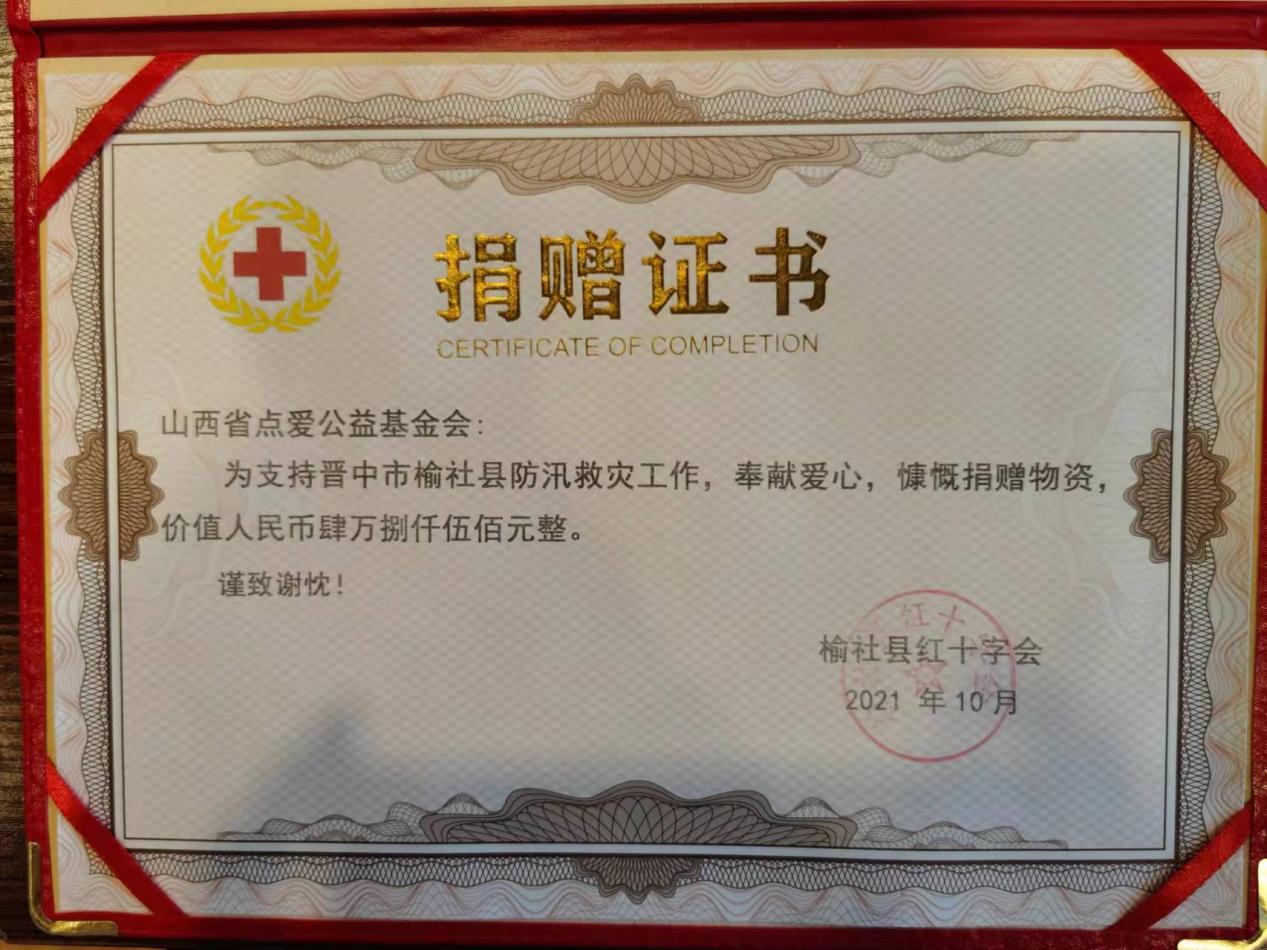 捐赠证书
CERTIFICATE OF COMPLETION
山西省点爱公益基金会：
为支持晋中市榆社县防汛救灾工作，奉献爱心，慷慨捐赠物资，
价值人民币肆万捌仟伍佰元整。
谨致谢忱！
榆社县红十字会
2021 年 10 月